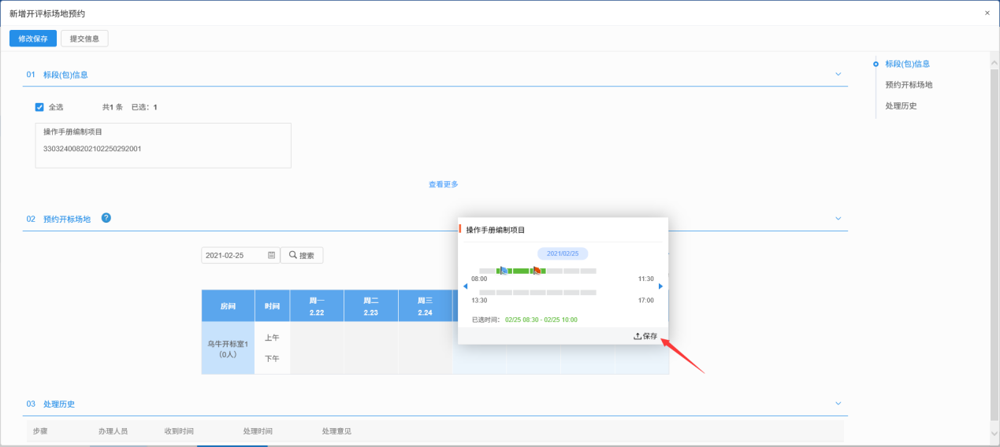 新增开评标场地预约
×
修改保存 提交信息
01 标段(包)信息
标段(包)信息
预约开标场地
处理历史
全选 共1 条 已选：1
操作手册编制项目
330324008202102250292001
查看更多
02 预约开标场地 ?
2021-02-25 搜索
房间 时间 周一 周二 周三
2.22 2.23 2.24
乌牛开标室1
(0人)
上午
下午
操作手册编制项目
2021/02/25
08:00 11:30
13:30 17:00
已选时间： 02/25 08:30 - 02/25 10:00
保存
03 处理历史
步骤 办理人员 收到时间 处理时间 处理意见